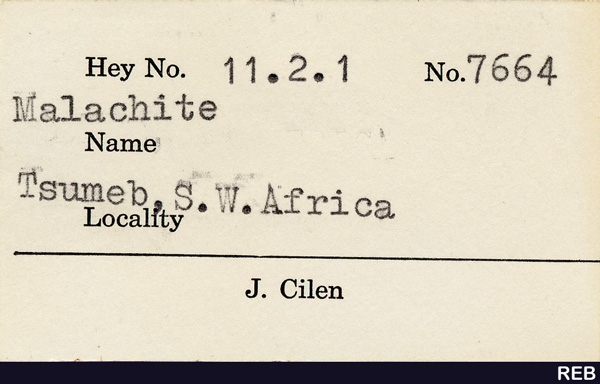 Hey No. 11.2.1 No. 7664
Malachite
Name
Tsumeb, S.W. Africa
Locality
J. Cilen
REB